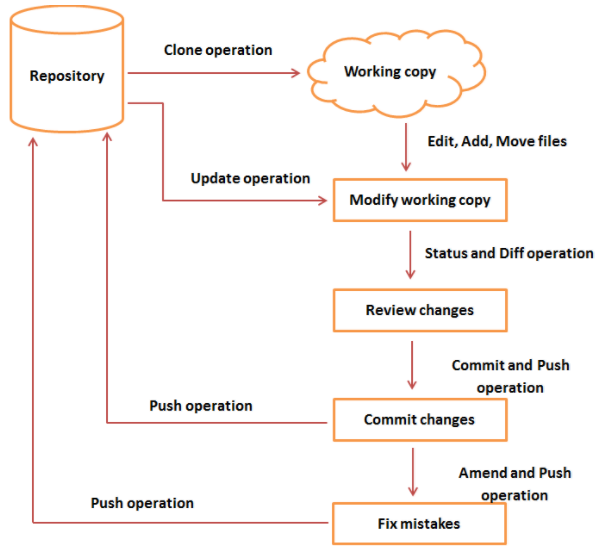 Clone operation
Repository
Working copy
Edit, Add, Move files
Update operation
Modify working copy
Status and Diff operation
Review changes
Commit and Push
operation
Push operation
Commit changes
Amend and Push
operation
Push operation
Fix mistakes